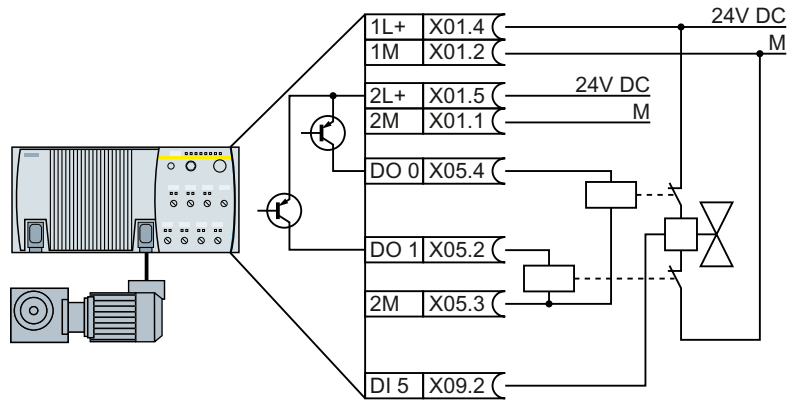 1L+ X01.4 24V DC
1M X01.2 M
2L+ X01.5 24V DC
2M X01.1 M
DO 0 X05.4
DO 1 X05.2
2M X05.3
DI 5 X09.2